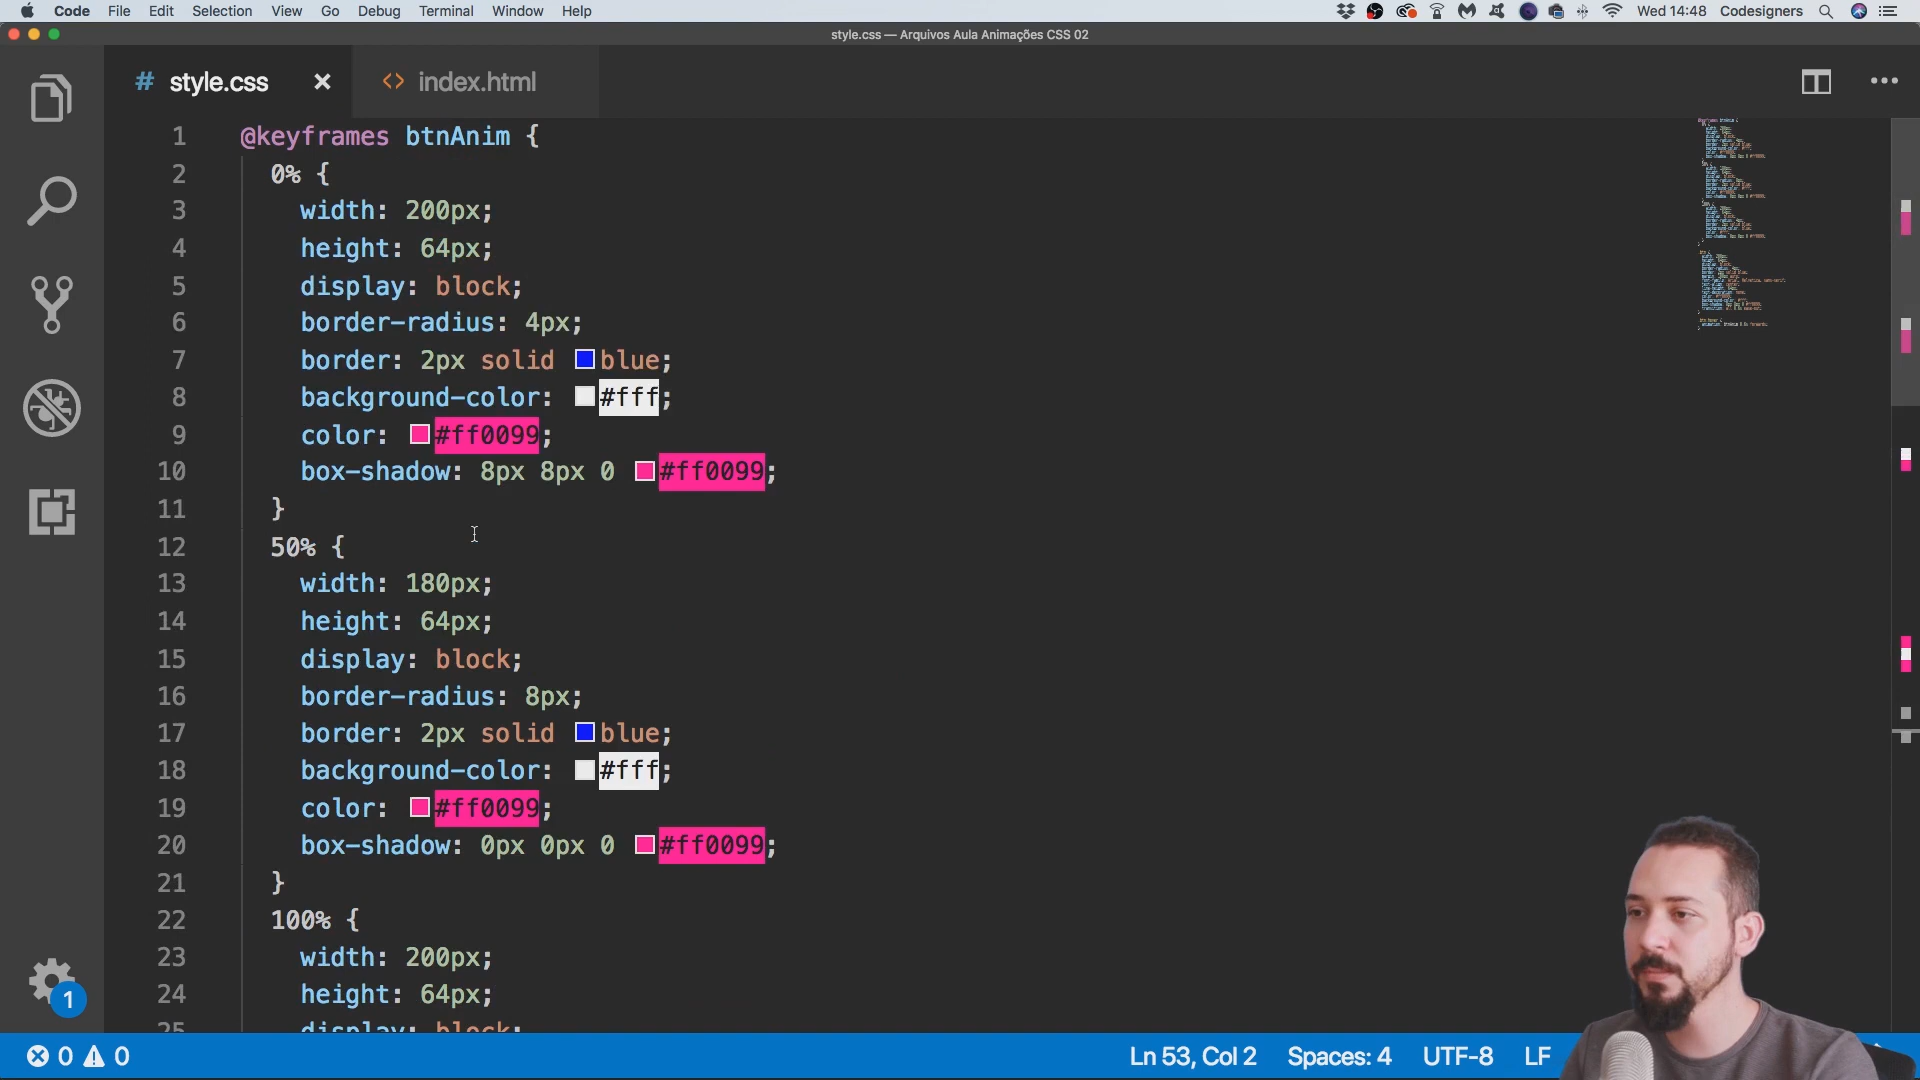 Code File Edit Selection View Go Debug Terminal Window Help Wed 14:48 Codesigners
style.css — Arquivos Aula Animações CSS 02
# style.css × <> index.html
1 @keyframes btnAnim {
2 0% {
3 width: 200px;
4 height: 64px;
5 display: block;
6 border-radius: 4px;
7 border: 2px solid blue;
8 background-color: #fff;
9 color: #ff0099;
10 box-shadow: 8px 8px 0 #ff0099;
11 }
12 50% {
13 width: 180px;
14 height: 64px;
15 display: block;
16 border-radius: 8px;
17 border: 2px solid blue;
18 background-color: #fff;
19 color: #ff0099;
20 box-shadow: 0px 0px 0 #ff0099;
21 }
22 100% {
23 width: 200px;
24 height: 64px;
25 display: block;
1
0 0 Ln 53, Col 2 Spaces: 4 UTF-8 LF